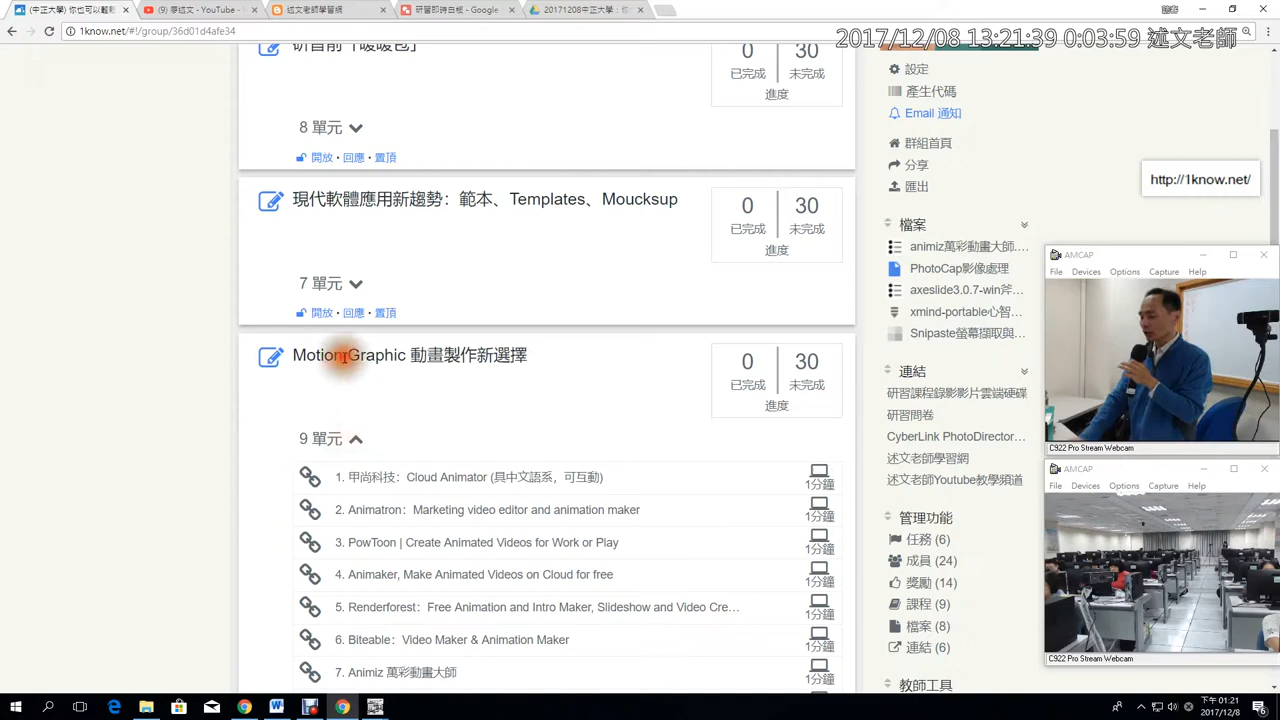 (中正大學) 你也可以輕鬆
(9) 廖述文 - YouTube - Y
述文老師學習網
研習即時白板 - Google
20171208中正大學：你
1know.net/#!/group/36d01d4afe34
2017/12/08 13:21:39 0:03:59 述文老師
研習前「暖暖包」
0
30
已完成
未完成
進度
8 單元
開放・回應・置頂
現代軟體應用新趨勢：範本、Templates、Moucksup
0
30
已完成
未完成
進度
7 單元
開放・回應・置頂
Motion Graphic 動畫製作新選擇
0
30
已完成
未完成
進度
9 單元
1. 甲尚科技：Cloud Animator (具中文語系，可互動)
1分鐘
2. Animatron：Marketing video editor and animation maker
1分鐘
3. PowToon | Create Animated Videos for Work or Play
1分鐘
4. Animaker, Make Animated Videos on Cloud for free
1分鐘
5. Renderforest：Free Animation and Intro Maker, Slideshow and Video Cre…
1分鐘
6. Biteable：Video Maker & Animation Maker
1分鐘
7. Animiz 萬彩動畫大師
1分鐘
設定
產生代碼
Email 通知
群組首頁
分享
匯出
檔案
animiz萬彩動畫大師.…
PhotoCap影像處理
axeslide3.0.7-win斧…
xmind-portable心智…
Snipaste螢幕擷取與…
連結
研習課程錄影影片雲端硬碟
研習問卷
CyberLink PhotoDirector…
述文老師學習網
述文老師Youtube教學頻道
管理功能
任務 (6)
成員 (24)
獎勵 (14)
課程 (9)
檔案 (8)
連結 (6)
教師工具
http://1know.net/
AMCAP
File Devices Options Capture Help
C922 Pro Stream Webcam
AMCAP
File Devices Options Capture Help
C922 Pro Stream Webcam
下午 01:21
2017/12/8